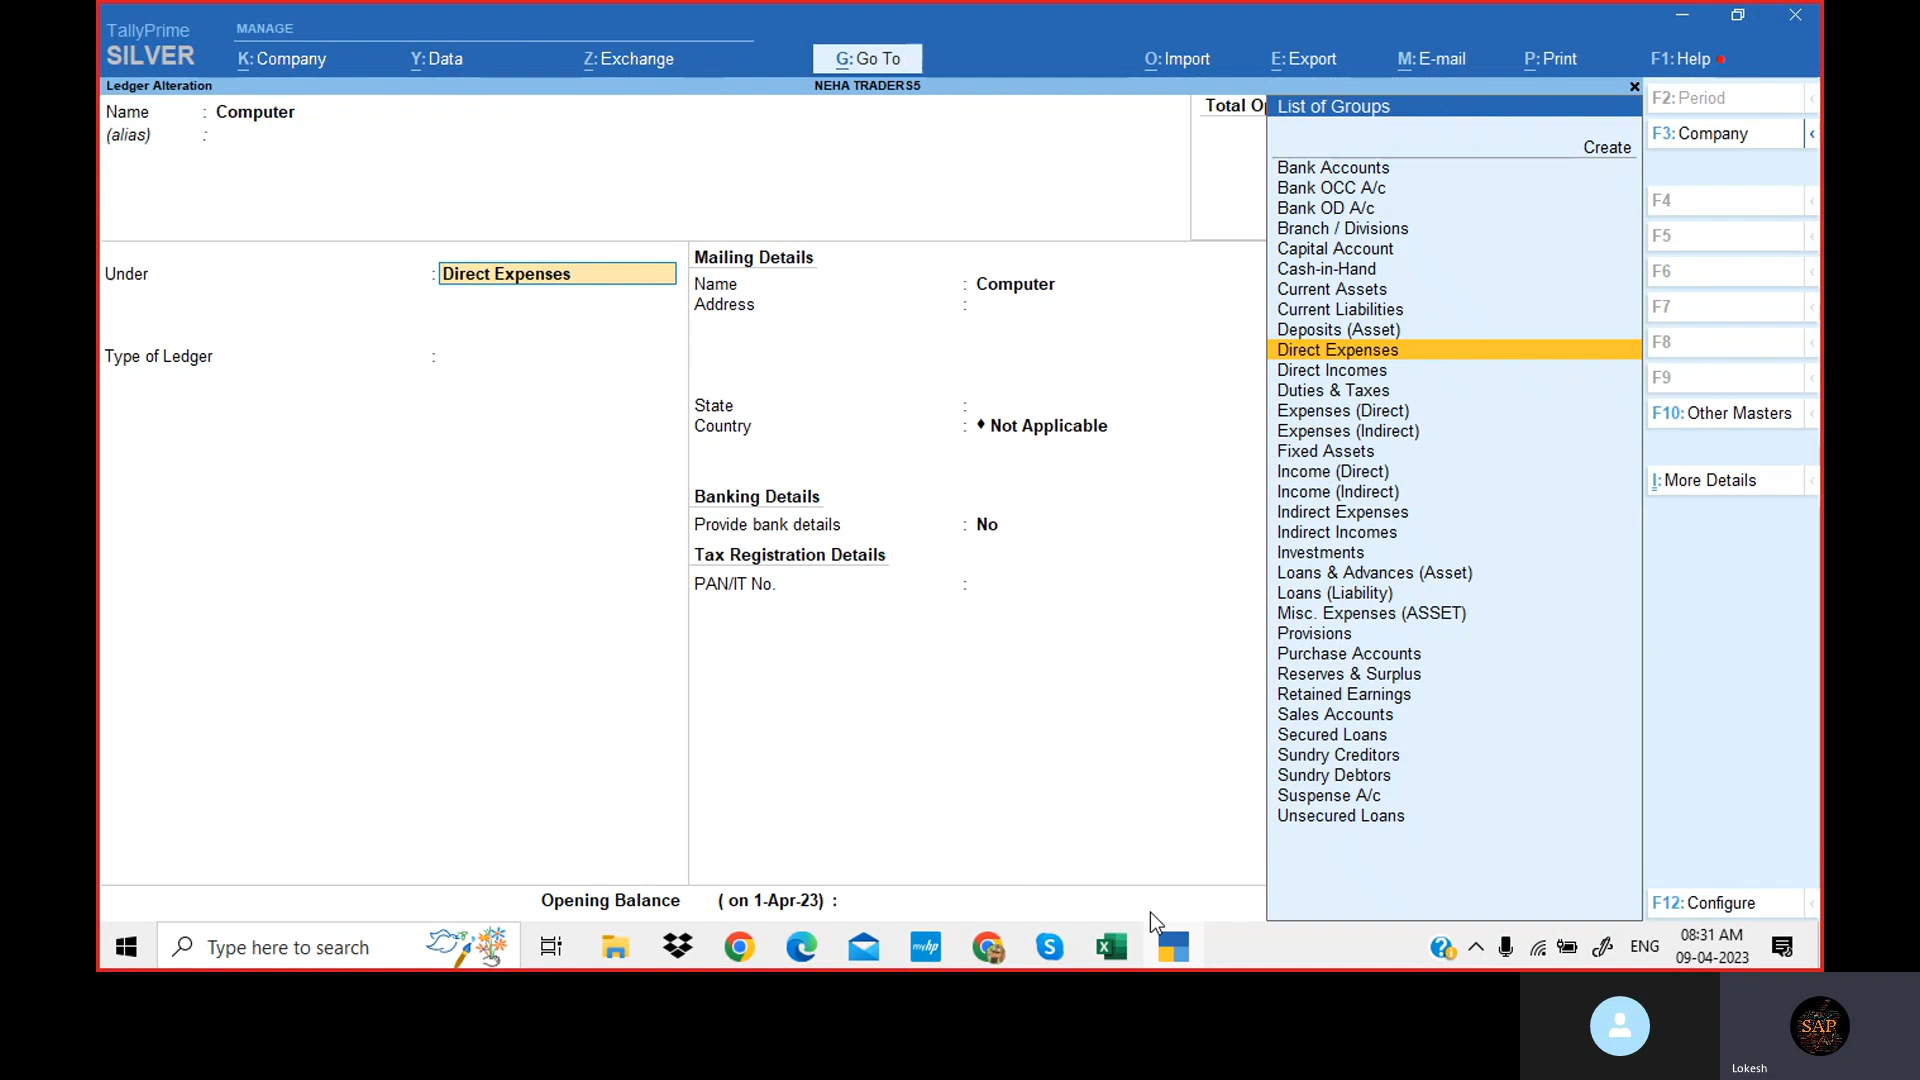 TallyPrime
SILVER
MANAGE
K: Company
Y: Data
Z: Exchange
G: Go To
O: Import
E: Export
M: E-mail
P: Print
F1: Help
Ledger Alteration
NEHA TRADERS5
Name : Computer
(alias) :
Total Op
Under : Direct Expenses
Type of Ledger :
Mailing Details
Name : Computer
Address :
State :
Country : ♦ Not Applicable
Banking Details
Provide bank details : No
Tax Registration Details
PAN/IT No. :
Opening Balance ( on 1-Apr-23) :
List of Groups
Create
Bank Accounts
Bank OCC A/c
Bank OD A/c
Branch / Divisions
Capital Account
Cash-in-Hand
Current Assets
Current Liabilities
Deposits (Asset)
Direct Expenses
Direct Incomes
Duties & Taxes
Expenses (Direct)
Expenses (Indirect)
Fixed Assets
Income (Direct)
Income (Indirect)
Indirect Expenses
Indirect Incomes
Investments
Loans & Advances (Asset)
Loans (Liability)
Misc. Expenses (ASSET)
Provisions
Purchase Accounts
Reserves & Surplus
Retained Earnings
Sales Accounts
Secured Loans
Sundry Creditors
Sundry Debtors
Suspense A/c
Unsecured Loans
F2: Period
F3: Company
F4
F5
F6
F7
F8
F9
F10: Other Masters
I: More Details
F12: Configure
Type here to search
myhp
ENG
08:31 AM
09-04-2023
SAP
Lokesh